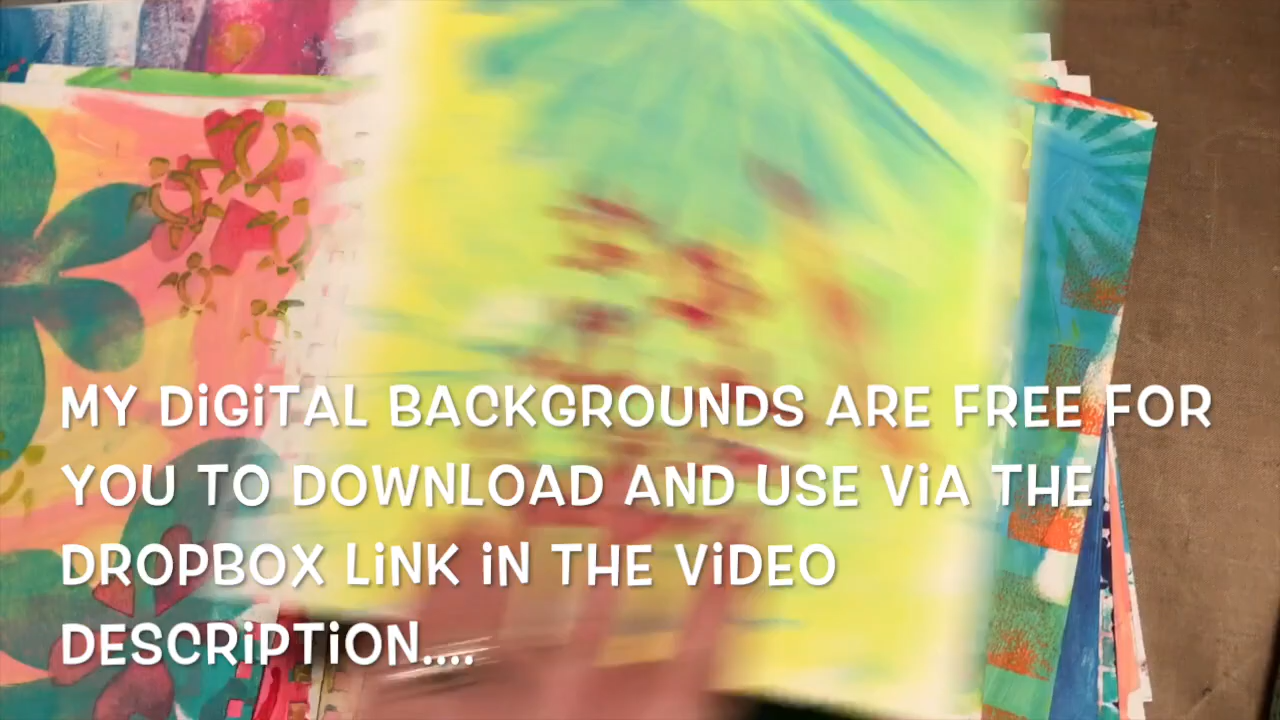 MY DiGiTAL BACKGROUNDS ARE FREE FOR
YOU TO DOWNLOAD AND USE ViA THE
DROPBOX LiNK iN THE ViDEO
DESCRiPTiON....